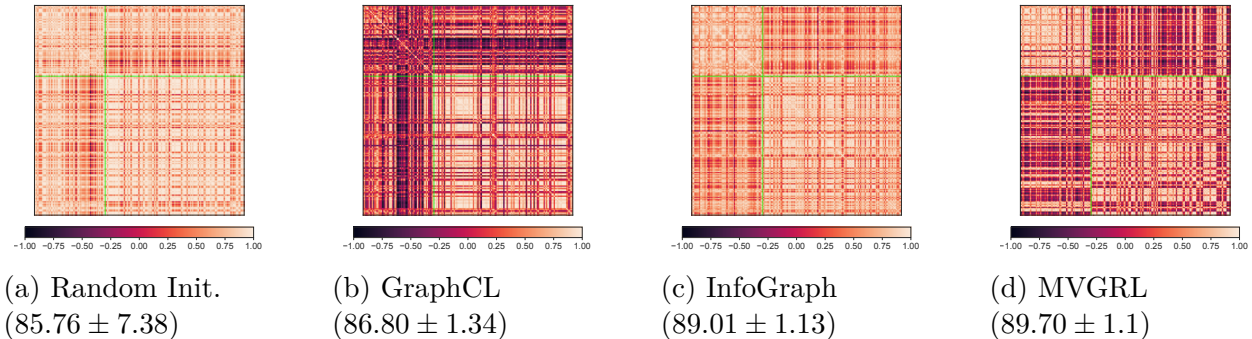 −1.00 −0.75 −0.50 −0.25 0.00 0.25 0.50 0.75 1.00
−1.00 −0.75 −0.50 −0.25 0.00 0.25 0.50 0.75 1.00
−1.00 −0.75 −0.50 −0.25 0.00 0.25 0.50 0.75 1.00
−1.00 −0.75 −0.50 −0.25 0.00 0.25 0.50 0.75 1.00
(a) Random Init.
(85.76 ± 7.38)
(b) GraphCL
(86.80 ± 1.34)
(c) InfoGraph
(89.01 ± 1.13)
(d) MVGRL
(89.70 ± 1.1)